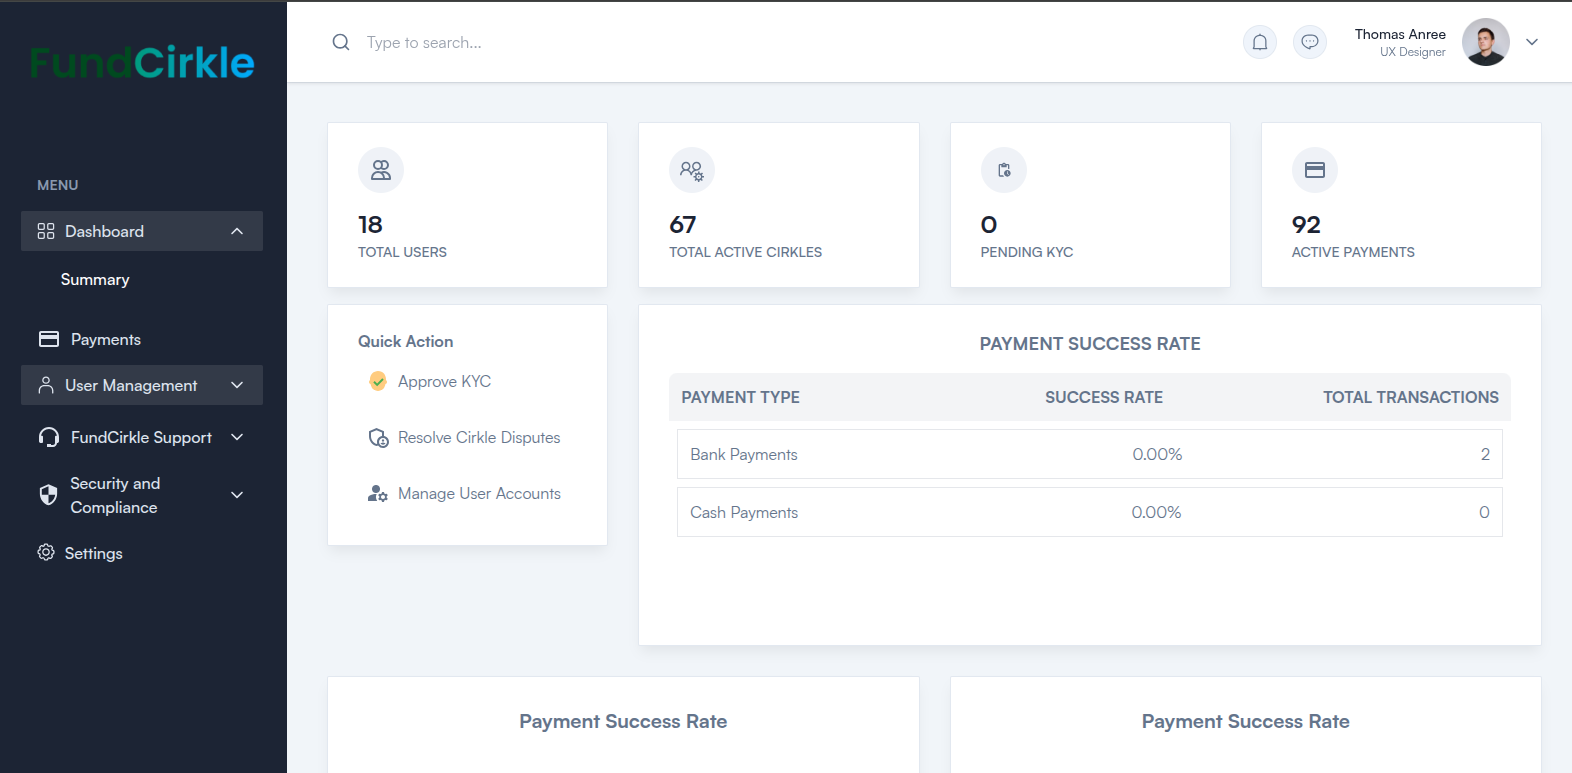 FundCirkle
Type to search...
Thomas Anree
UX Designer
MENU
Dashboard
Summary
Payments
User Management
FundCirkle Support
Security and
Compliance
Settings
18
TOTAL USERS
67
TOTAL ACTIVE CIRKLES
0
PENDING KYC
92
ACTIVE PAYMENTS
Quick Action
Approve KYC
Resolve Cirkle Disputes
Manage User Accounts
PAYMENT SUCCESS RATE
PAYMENT TYPE SUCCESS RATE TOTAL TRANSACTIONS
Bank Payments 0.00% 2
Cash Payments 0.00% 0
Payment Success Rate
Payment Success Rate